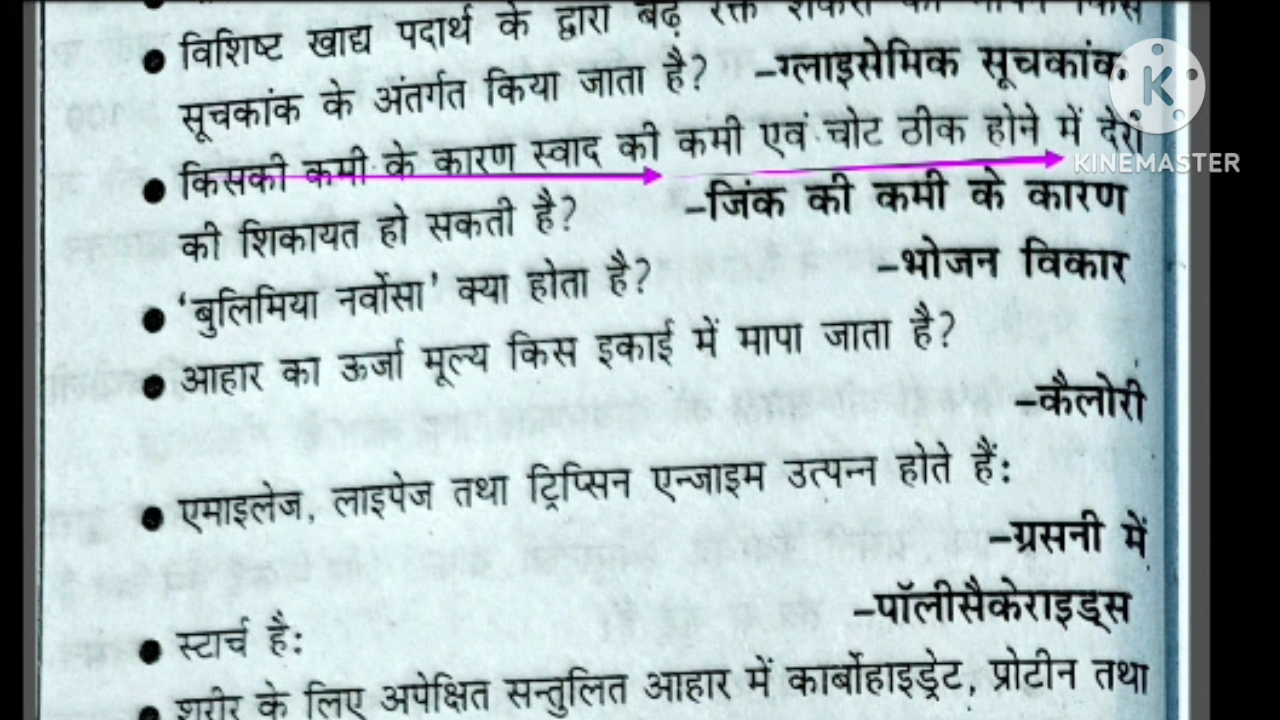 विशिष्ट खाद्य पदार्थ के द्वारा बढ़े रक्त शर्करा का मापन किस
सूचकांक के अंतर्गत किया जाता है? –ग्लाइसेमिक सूचकांक
किसकी कमी के कारण स्वाद की कमी एवं चोट ठीक होने में देरी
की शिकायत हो सकती है? –जिंक की कमी के कारण
‘बुलिमिया नर्वोसा’ क्या होता है? –भोजन विकार
आहार का ऊर्जा मूल्य किस इकाई में मापा जाता है?
–कैलोरी
एमाइलेज, लाइपेज तथा ट्रिप्सिन एन्जाइम उत्पन्न होते हैं:
–ग्रसनी में
स्टार्च है: –पॉलीसैकेराइड्स
शरीर के लिए अपेक्षित सन्तुलित आहार में कार्बोहाइड्रेट, प्रोटीन तथा
K
KINEMASTER